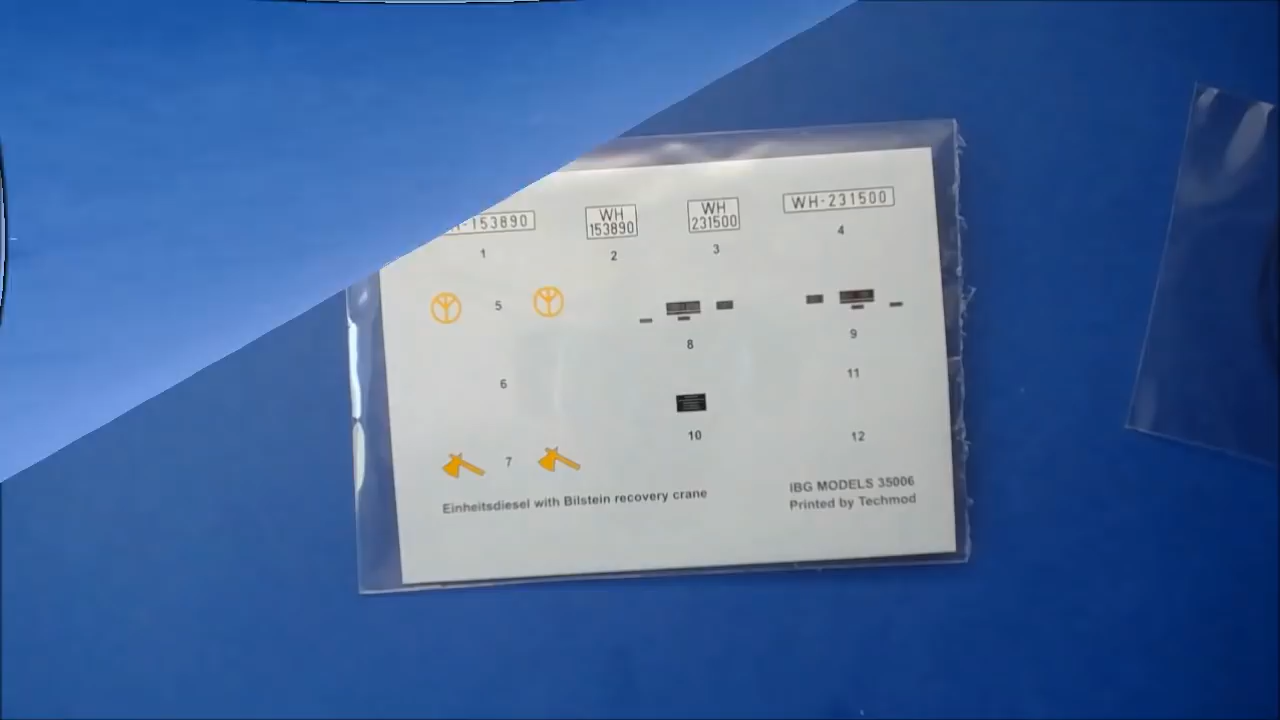 -153890
WH
153890
WH
231500
WH-231500
1
2
3
4
5
8
9
6
11
10
12
7
Einheitsdiesel with Bilstein recovery crane
IBG MODELS 35006
Printed by Techmod